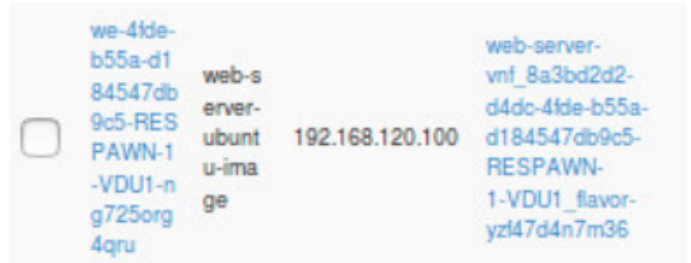 we-4fde-
b55a-d1
84547db
9c5-RES
PAWN-1
-VDU1-n
g725org
4qru
web-s
erver-
ubunt
u-ima
ge
192.168.120.100
web-server-
vnf_8a3bd2d2-
d4dc-4fde-b55a-
d184547db9c5-
RESPAWN-
1-VDU1_flavor-
yzf47d4n7m36